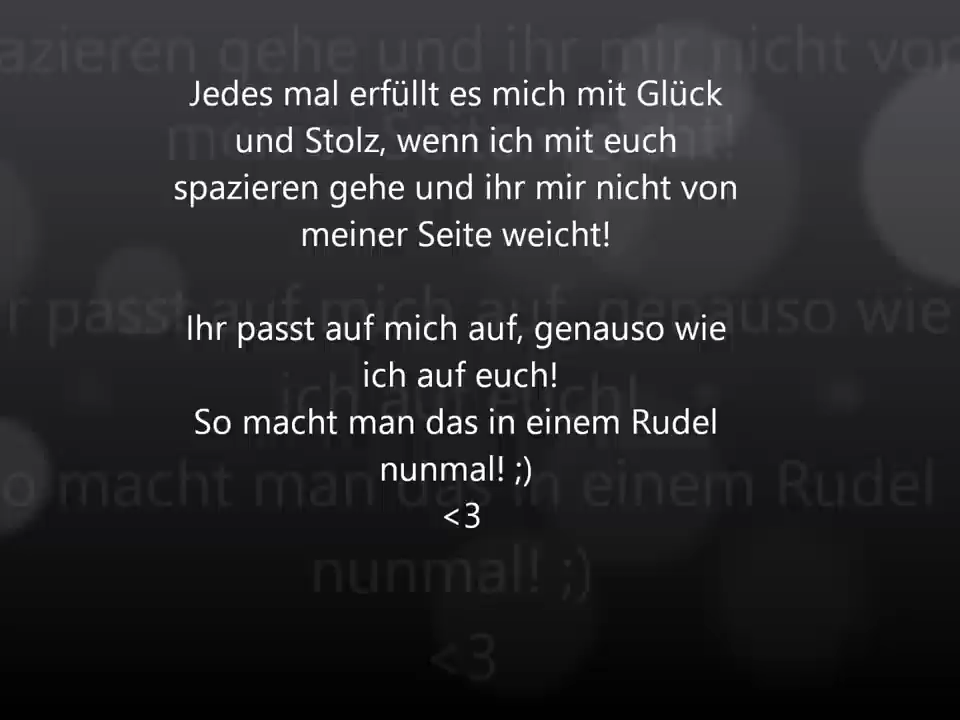 Jedes mal erfüllt es mich mit Glück
und Stolz, wenn ich mit euch
spazieren gehe und ihr mir nicht von
meiner Seite weicht!
Ihr passt auf mich auf, genauso wie
ich auf euch!
So macht man das in einem Rudel
nunmal! ;)
<3